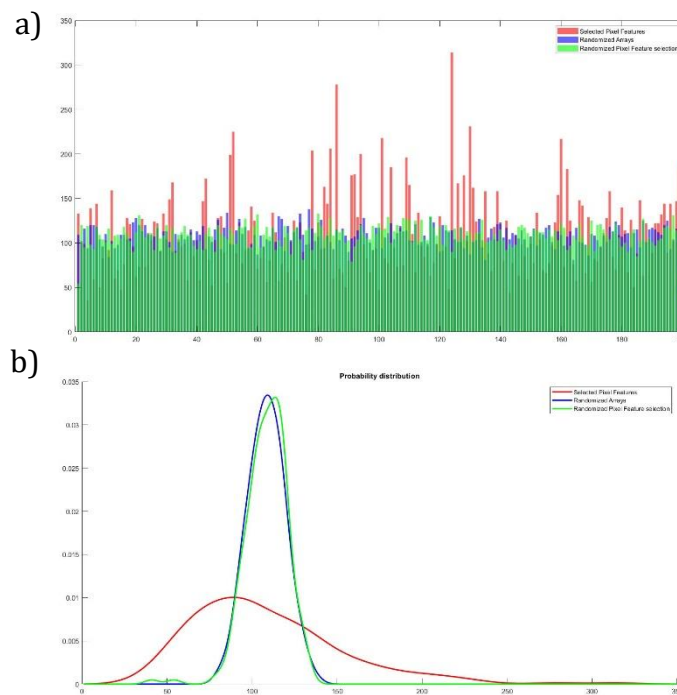 a)
350
300
250
200
150
100
50
0
0 20 40 60 80 100 120 140 160 180
Selected Pixel Features
Randomized Arrays
Randomized Pixel Feature selection
b)
Probability distribution
0.035
0.03
0.025
0.02
0.015
0.01
0.005
0
0 50 100 150 200 250 300 350
Selected Pixel Features
Randomized Arrays
Randomized Pixel Feature selection